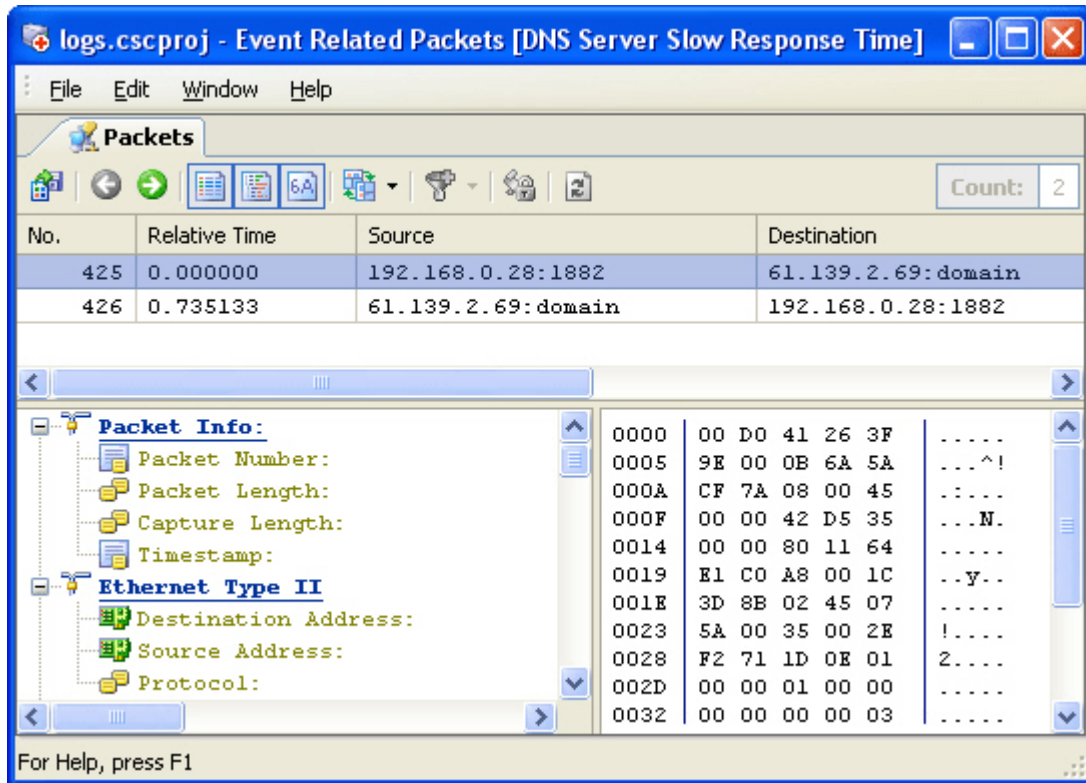 logs.cscproj - Event Related Packets [DNS Server Slow Response Time]
File Edit Window Help
Packets
6A
Count: 2
No. Relative Time Source Destination
425 0.000000 192.168.0.28:1882 61.139.2.69:domain
426 0.735133 61.139.2.69:domain 192.168.0.28:1882
Packet Info:
Packet Number:
Packet Length:
Capture Length:
Timestamp:
Ethernet Type II
Destination Address:
Source Address:
Protocol:
0000 00 D0 41 26 3F .....
0005 9E 00 0B 6A 5A ...^!
000A CF 7A 08 00 45 .:...
000F 00 00 42 D5 35 ...N.
0014 00 00 80 11 64 .....
0019 E1 C0 A8 00 1C ..y..
001E 3D 8B 02 45 07 .....
0023 5A 00 35 00 2E !....
0028 F2 71 1D 0E 01 2....
002D 00 00 01 00 00 .....
0032 00 00 00 00 03 .....
For Help, press F1